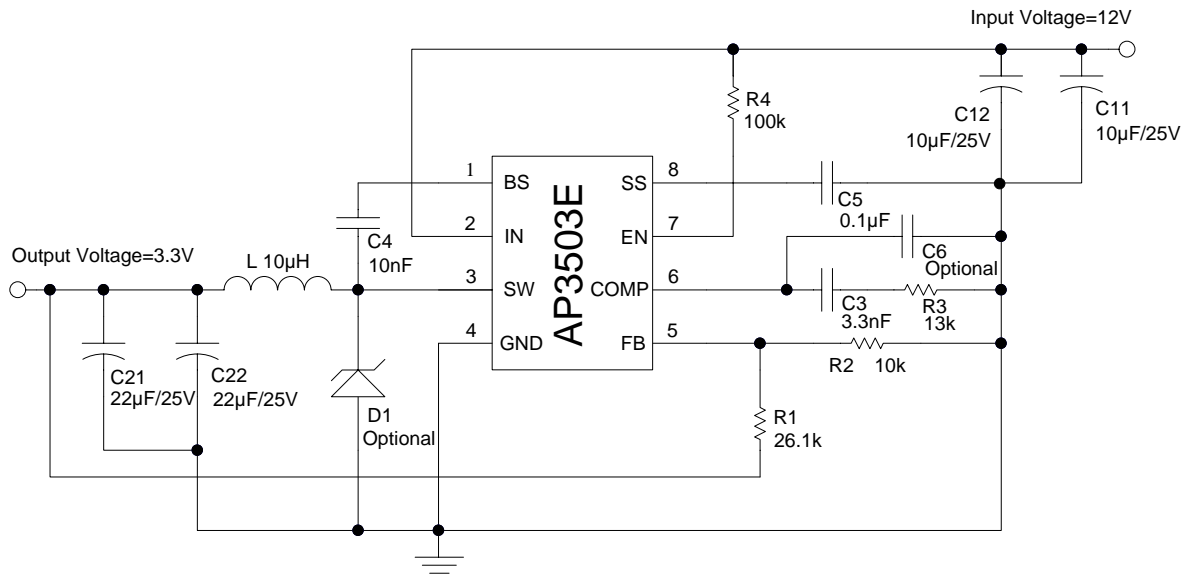 Input Voltage=12V
R4
100k
C12
10µF/25V
C11
10µF/25V
1
BS
SS
8
C5
0.1µF
2
IN
EN
7
C4
10nF
C6
Optional
Output Voltage=3.3V
L 10µH
3
SW
COMP
6
C3
3.3nF
R3
13k
AP3503E
4
GND
FB
5
R2
10k
C21
22µF/25V
C22
22µF/25V
D1
Optional
R1
26.1k